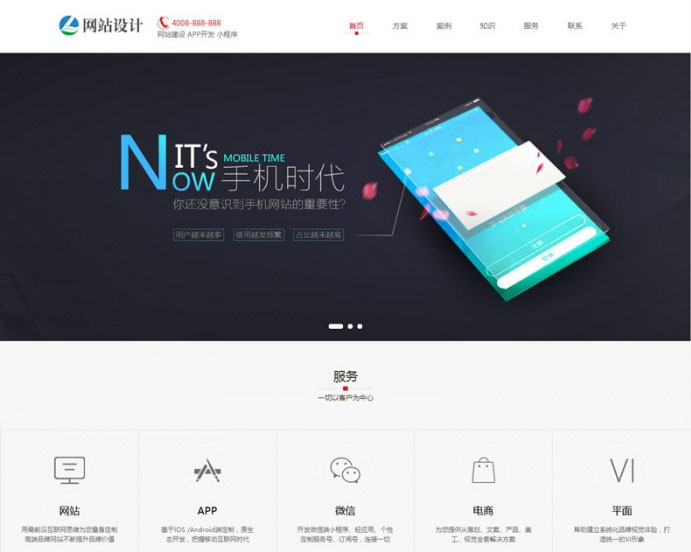 网站设计
4008-888-888
网站建设 APP开发 小程序
首页 方案 案例 知识 服务 联系 关于
NOW IT's MOBILE TIME
手机时代
你还没意识到手机网站的重要性?
用户越来越多 使用越发频繁 占比越来越高
注册
登录
服务
一切以客户为中心
网站
用最前沿互联网思维为您量身定制
高端品牌网站不断提升品牌价值
APP
基于IOS /Android端定制，原生
态开发，把握移动互联网时代
微信
开发微信端小程序、轻应用、个性
定制服务号、订阅号，连接一切
电商
为您提供从策划、文案、产品、美
工、视觉全套解决方案
VI
平面
帮助建立系统化品牌视觉体验，打
造统一的VI形象